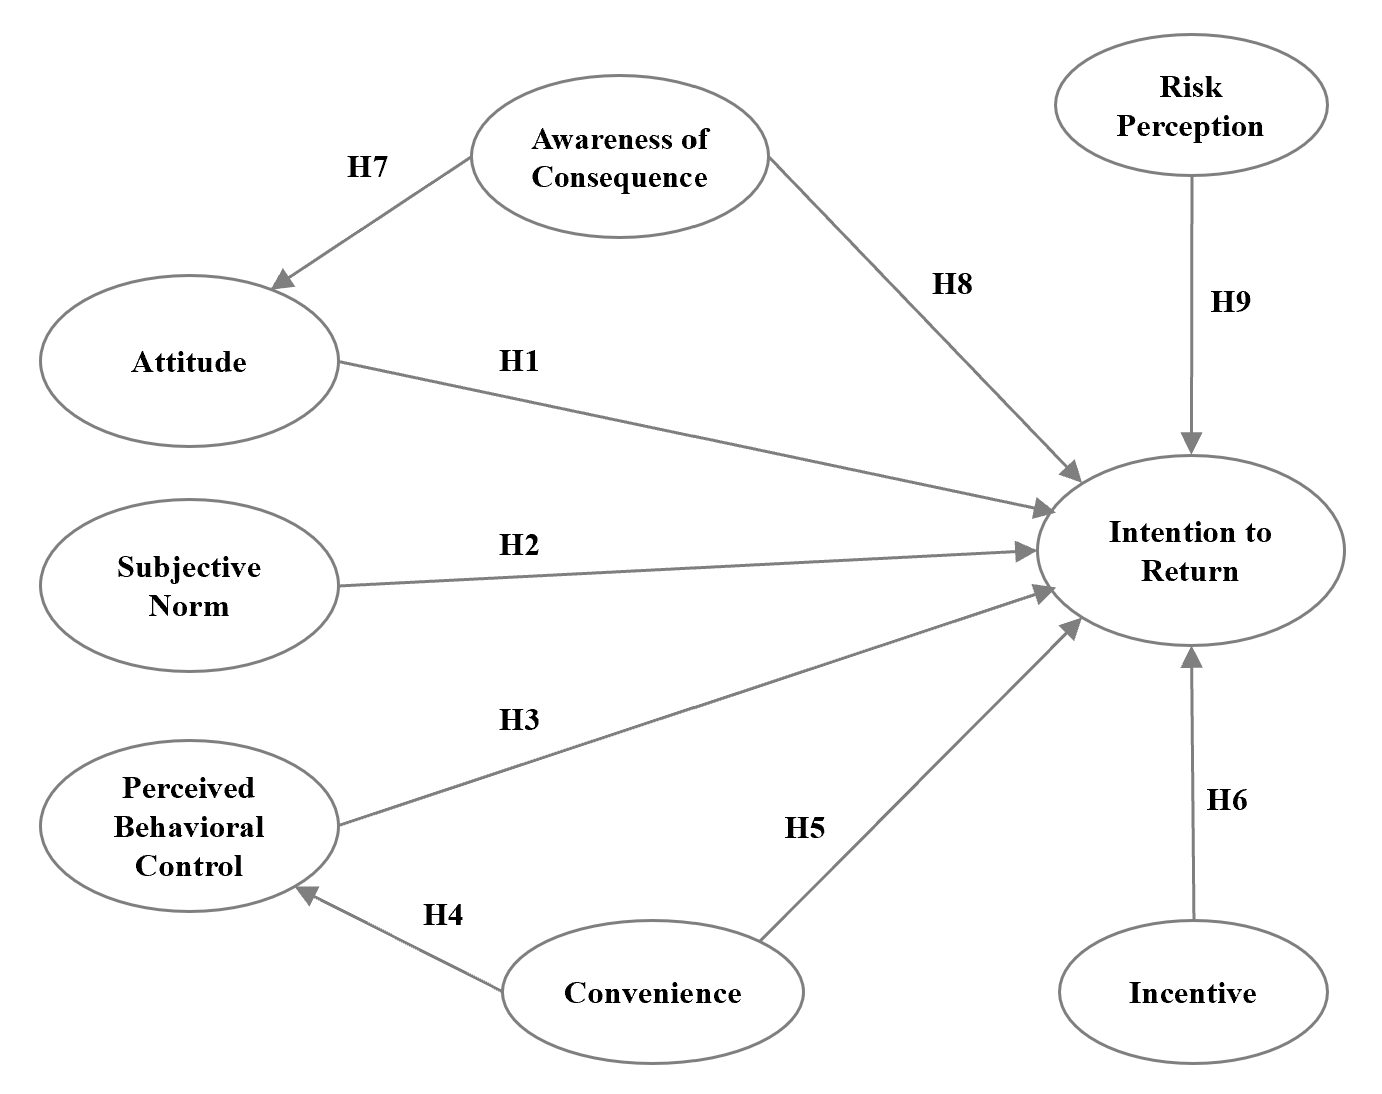 Risk
Perception
Awareness of
Consequence
H7
H8
H9
Attitude
H1
Intention to
Return
H2
Subjective
Norm
H3
Perceived
Behavioral
Control
H5
H6
H4
Convenience
Incentive